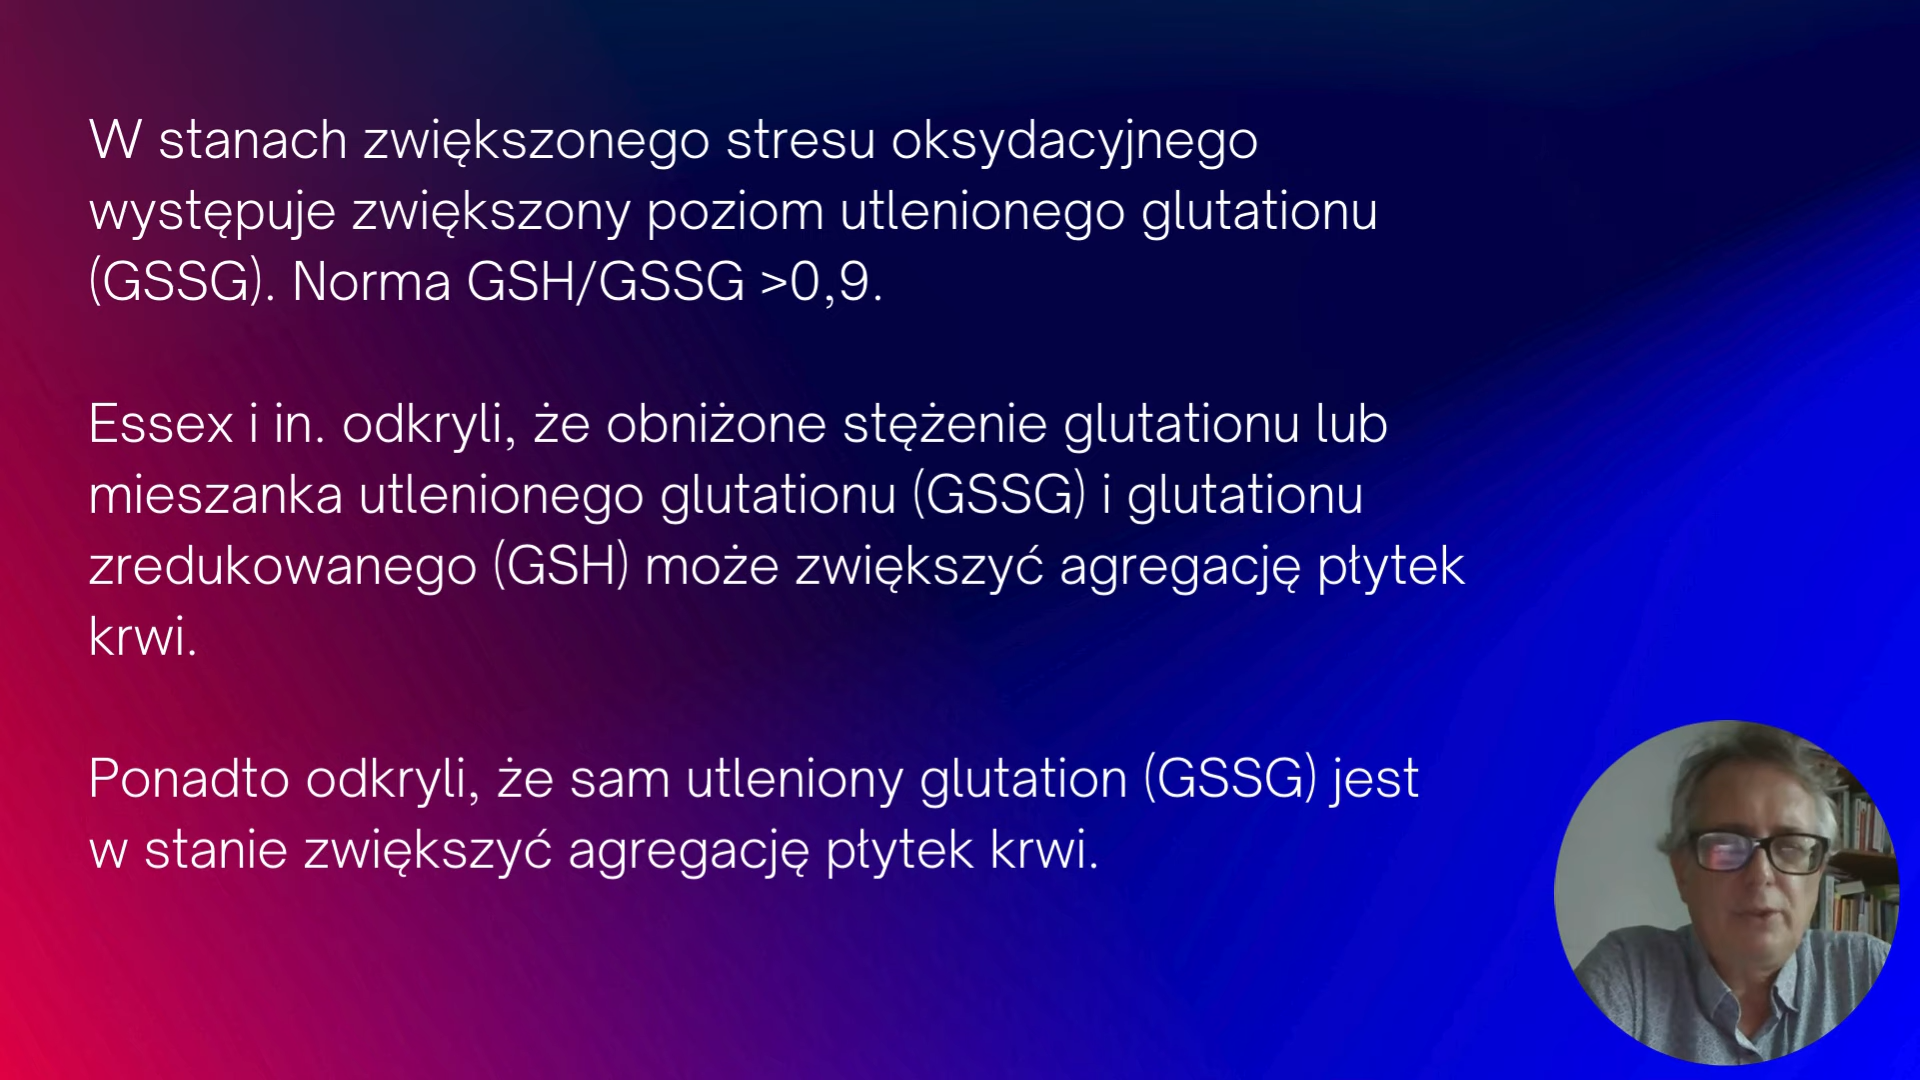 W stanach zwiększonego stresu oksydacyjnego
występuje zwiększony poziom utlenionego glutationu
(GSSG). Norma GSH/GSSG >0,9.
Essex i in. odkryli, że obniżone stężenie glutationu lub
mieszanka utlenionego glutationu (GSSG) i glutationu
zredukowanego (GSH) może zwiększyć agregację płytek
krwi.
Ponadto odkryli, że sam utleniony glutation (GSSG) jest
w stanie zwiększyć agregację płytek krwi.